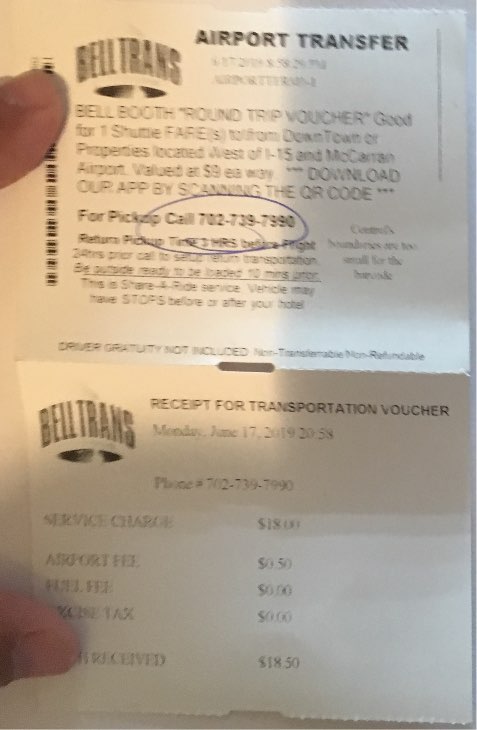 BELLTRANS
AIRPORT TRANSFER
6/17/2019 8:58:29 PM
AIRPORTTERM-1
BELL BOOTH "ROUND TRIP VOUCHER" Good
for 1 Shuttle FARE(s) to/from DownTown or
Properties located West of I-15 and McCarran
Airport. Valued at $9 ea way. *** DOWNLOAD
OUR APP BY SCANNING THE QR CODE ***
For Pickup Call 702-739-7990
Return Pickup Time 3 HRS before Flight
24hrs prior call to setup return transportation.
Be outside ready to be loaded 10 mins prior.
This is Share-A-Ride service. Vehicle may
have STOPS before or after your hotel
Control's
boundaries are too
small for the
barcode
DRIVER GRATUITY NOT INCLUDED Non-Transferrable Non-Refundable
BELLTRANS
RECEIPT FOR TRANSPORTATION VOUCHER
Monday, June 17, 2019 20:58
Phone # 702-739-7990
SERVICE CHARGE $18.00
AIRPORT FEE $0.50
FUEL FEE $0.00
EXCISE TAX $0.00
RECEIVED $18.50